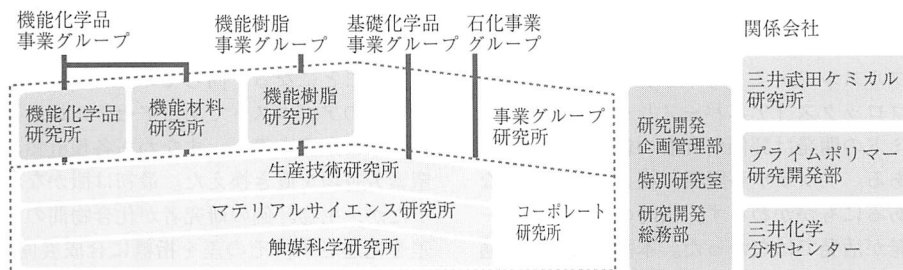 機能化学品
事業グループ
機能樹脂
事業グループ
基礎化学品
事業グループ
石化事業
グループ
関係会社
機能化学品
研究所
機能材料
研究所
機能樹脂
研究所
事業グループ
研究所
生産技術研究所
マテリアルサイエンス研究所
触媒科学研究所
コーポレート
研究所
研究開発
企画管理部
特別研究室
研究開発
総務部
三井武田ケミカル
研究所
プライムポリマー
研究開発部
三井化学
分析センター